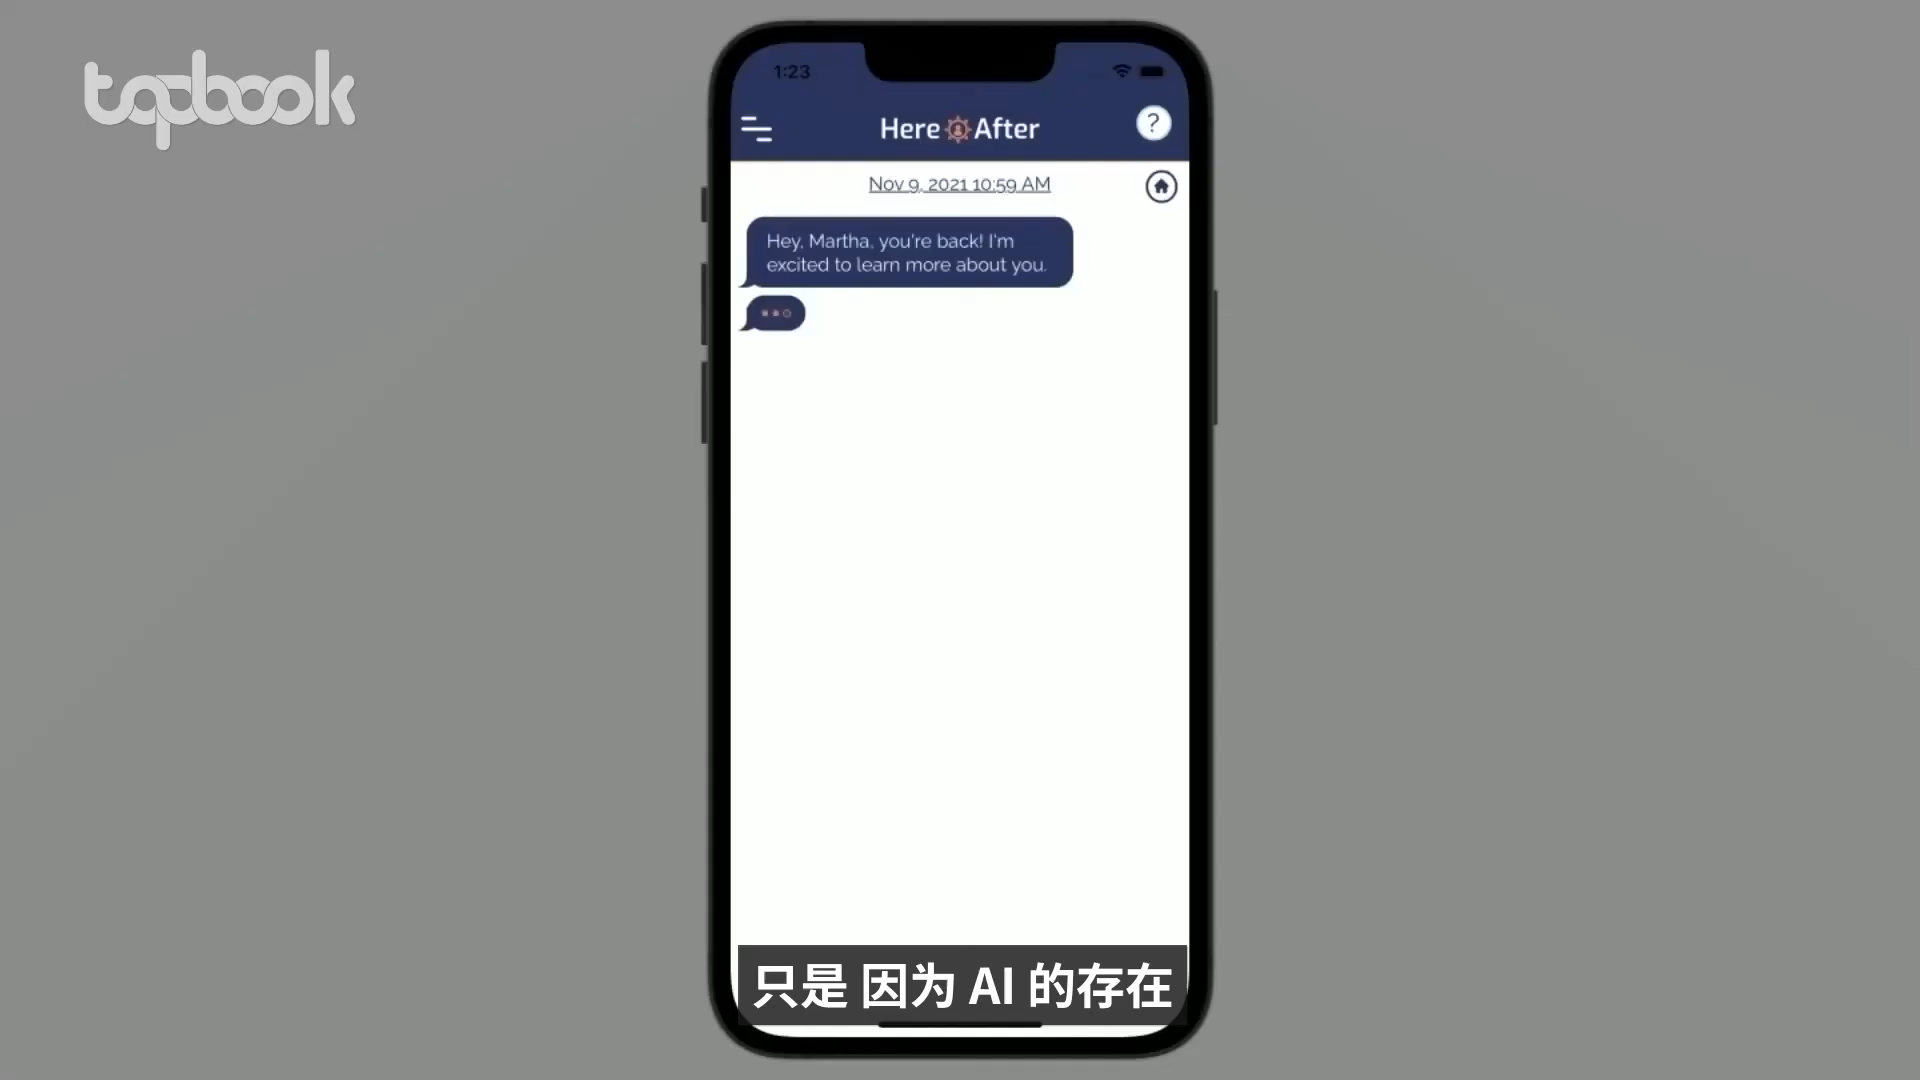 topbook
1:23
Here After
?
Nov 9, 2021 10:59 AM
Hey, Martha, you're back! I'm
excited to learn more about you.
只是 因为 AI 的存在